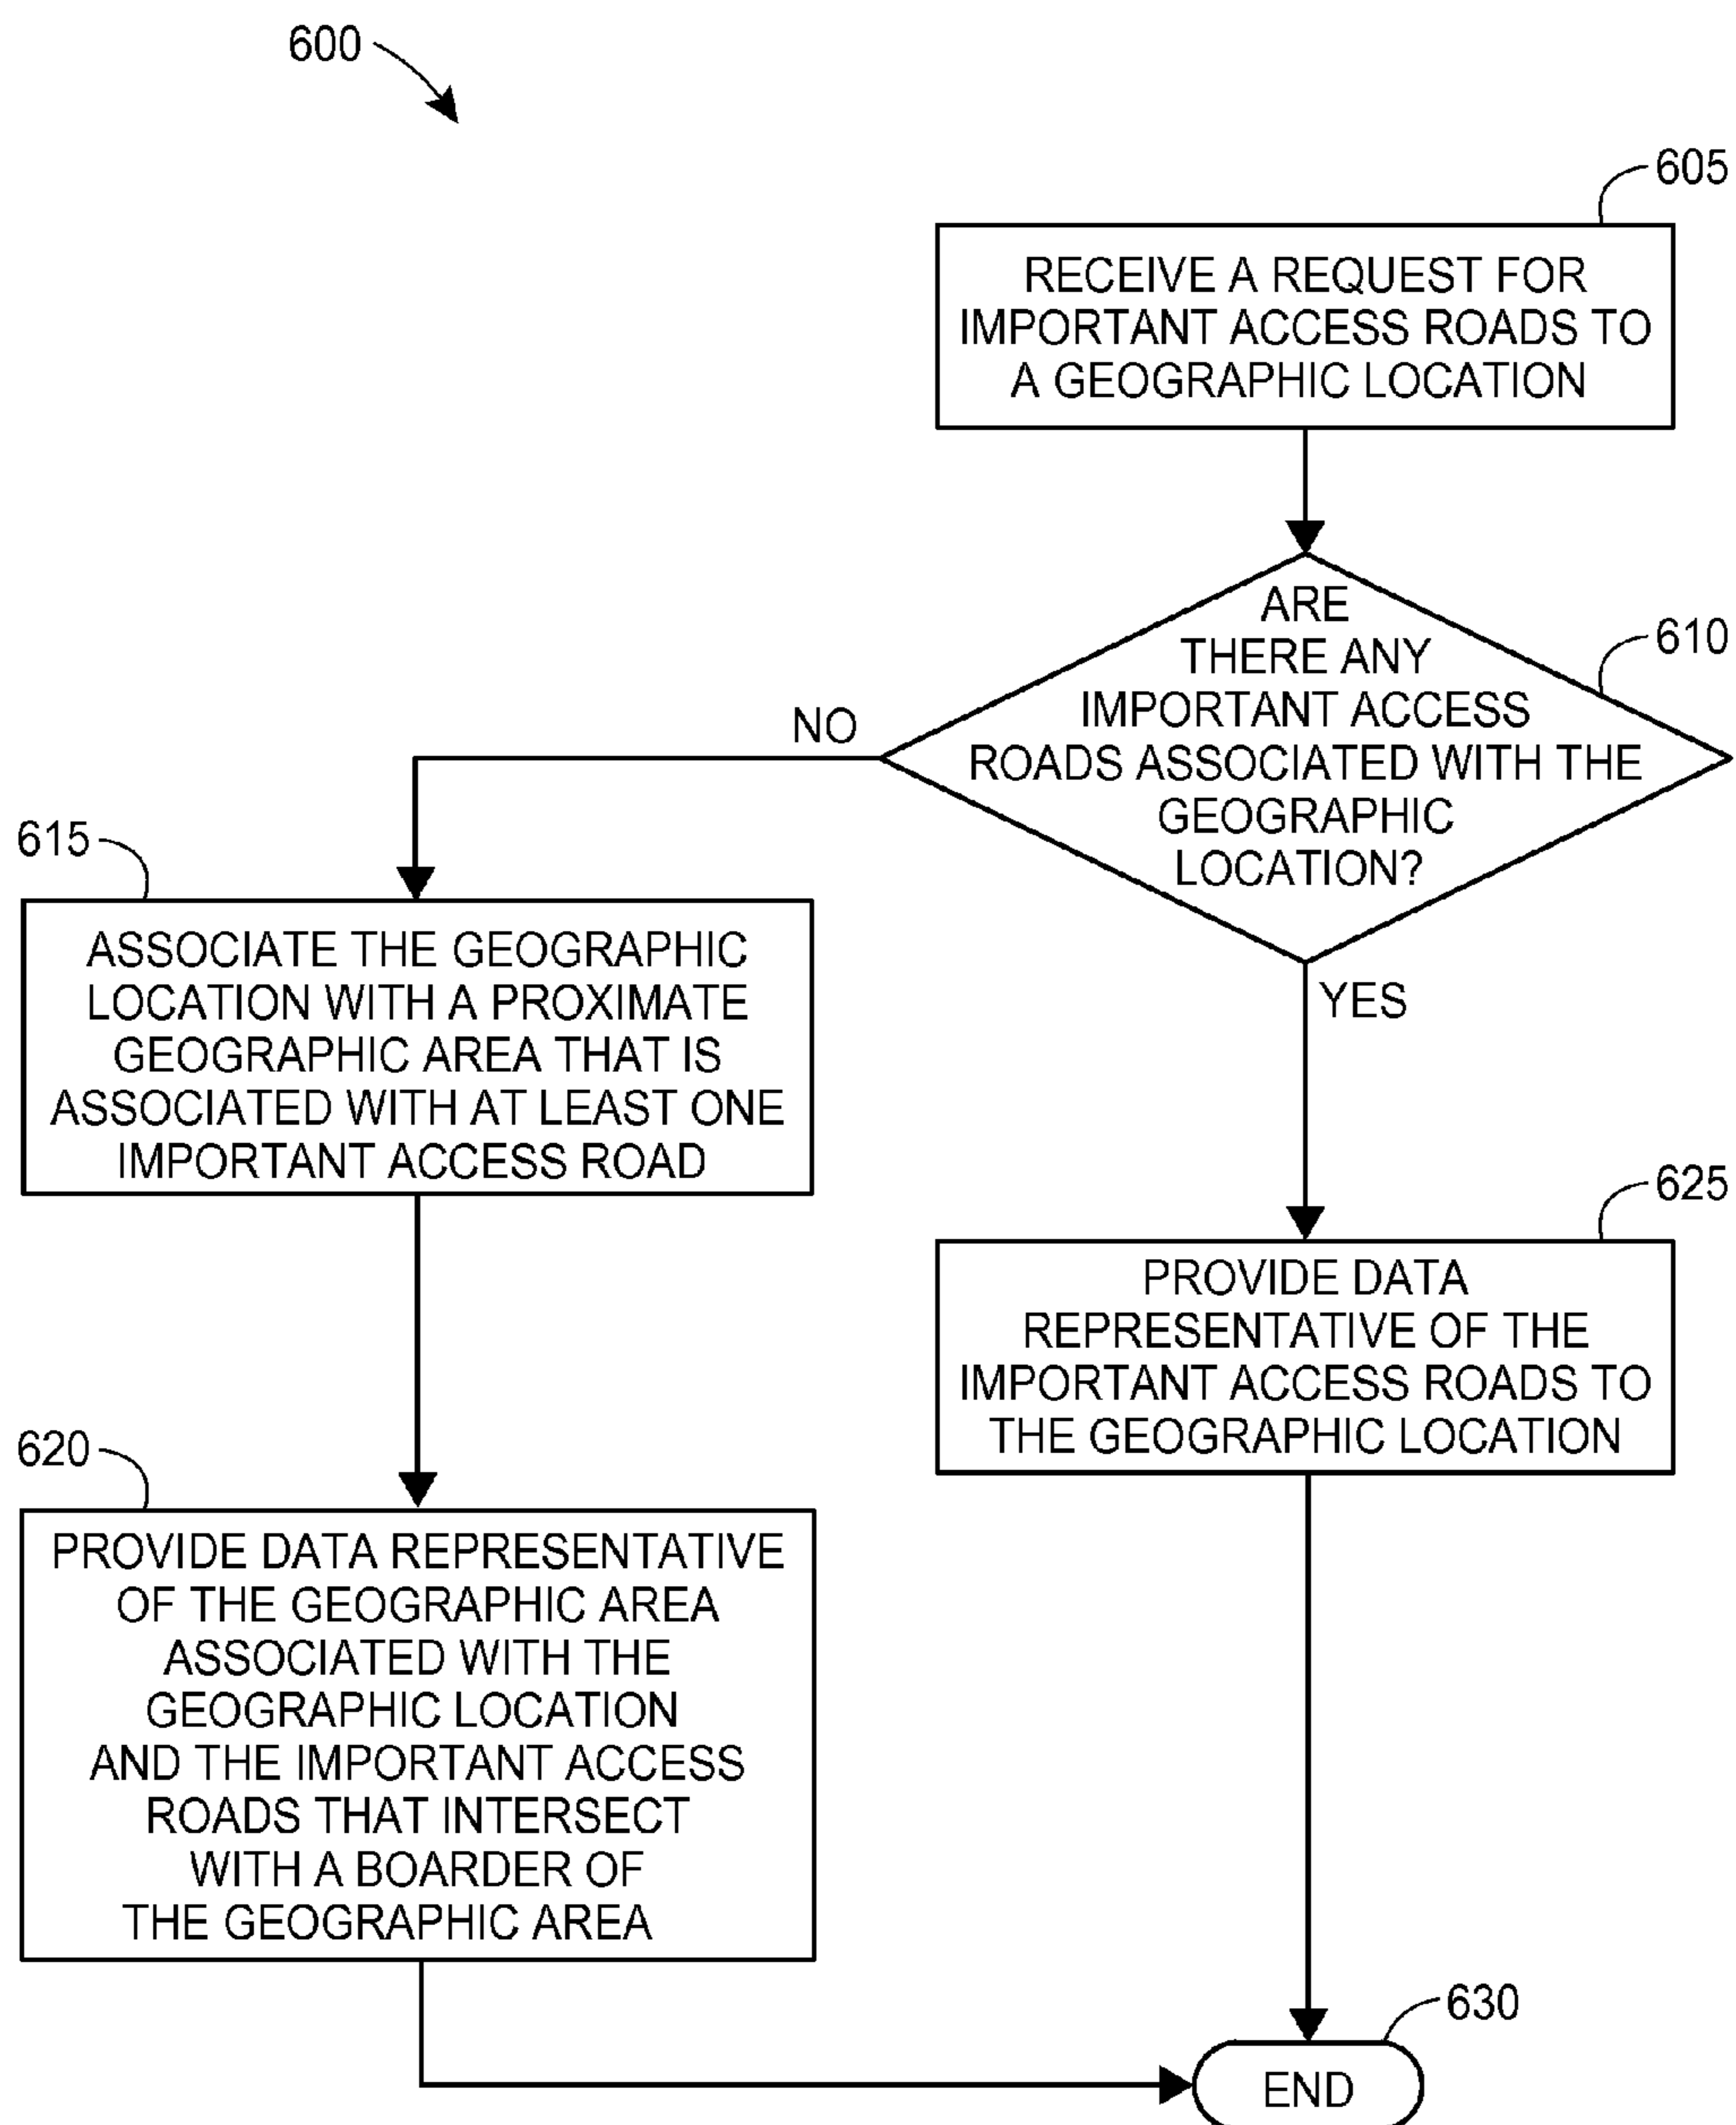 600
605
RECEIVE A REQUEST FOR
IMPORTANT ACCESS ROADS TO
A GEOGRAPHIC LOCATION
610
ARE
THERE ANY
IMPORTANT ACCESS
ROADS ASSOCIATED WITH THE
GEOGRAPHIC
LOCATION?
NO
YES
615
ASSOCIATE THE GEOGRAPHIC
LOCATION WITH A PROXIMATE
GEOGRAPHIC AREA THAT IS
ASSOCIATED WITH AT LEAST ONE
IMPORTANT ACCESS ROAD
620
PROVIDE DATA REPRESENTATIVE
OF THE GEOGRAPHIC AREA
ASSOCIATED WITH THE
GEOGRAPHIC LOCATION
AND THE IMPORTANT ACCESS
ROADS THAT INTERSECT
WITH A BOARDER OF
THE GEOGRAPHIC AREA
625
PROVIDE DATA
REPRESENTATIVE OF THE
IMPORTANT ACCESS ROADS TO
THE GEOGRAPHIC LOCATION
630
END